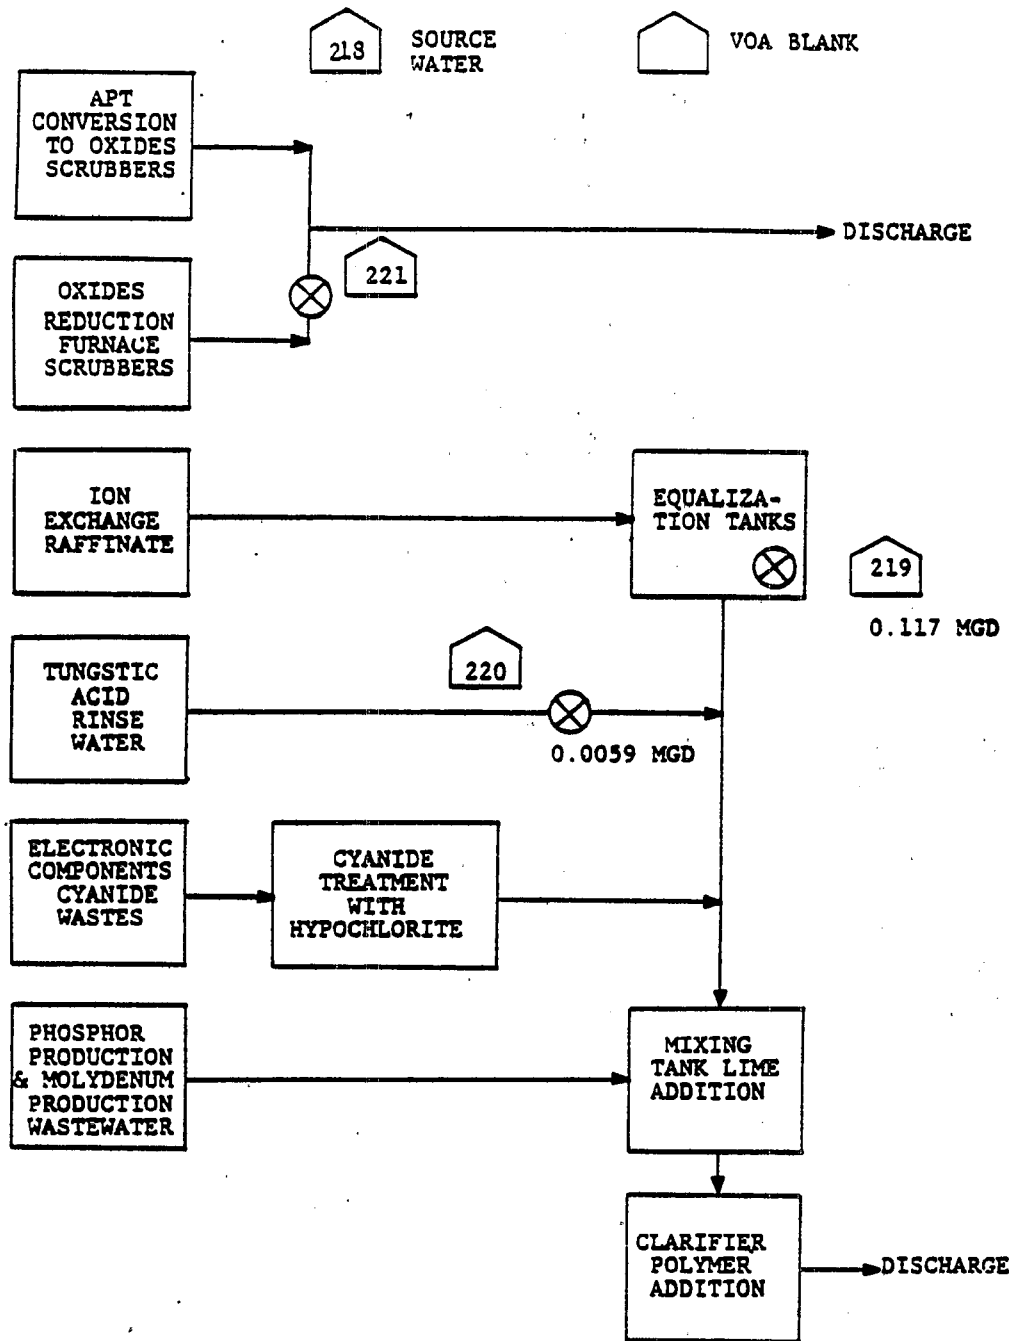 218
SOURCE
WATER
VOA BLANK
APT
CONVERSION
TO OXIDES
SCRUBBERS
DISCHARGE
221
OXIDES
REDUCTION
FURNACE
SCRUBBERS
ION
EXCHANGE
RAFFINATE
EQUALIZA-
TION TANKS
219
0.117 MGD
TUNGSTIC
ACID
RINSE
WATER
220
0.0059 MGD
ELECTRONIC
COMPONENTS
CYANIDE
WASTES
CYANIDE
TREATMENT
WITH
HYPOCHLORITE
PHOSPHOR
PRODUCTION
& MOLYDENUM
PRODUCTION
WASTEWATER
MIXING
TANK LIME
ADDITION
CLARIFIER
POLYMER
ADDITION
DISCHARGE